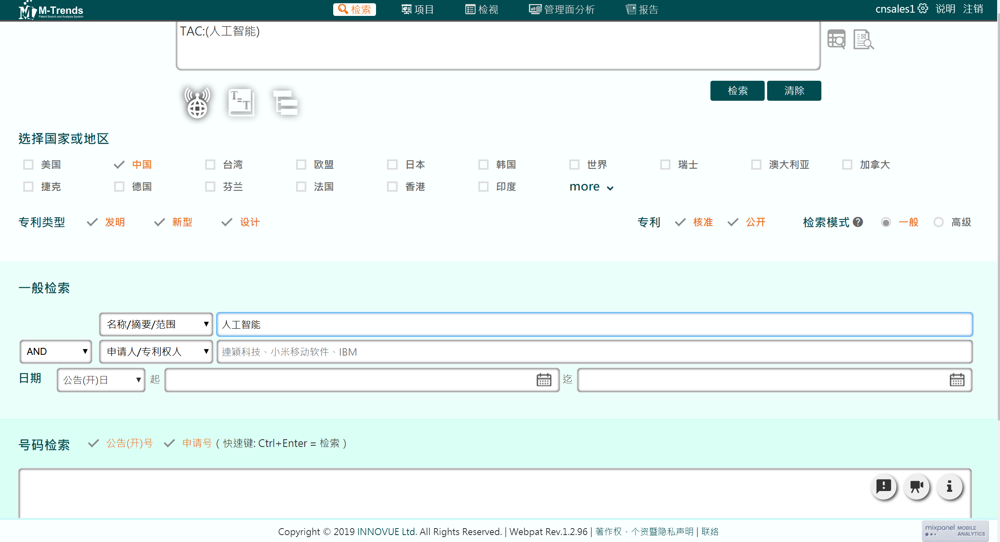 M-Trends
Patent Search and Analysis System
检索 项目 检视 管理面分析 报告 cnsales1 说明 注销
TAC:(人工智能)
T=T
检索 清除
选择国家或地区
美国 中国 台湾 欧盟 日本 韩国 世界 瑞士 澳大利亚 加拿大
捷克 德国 芬兰 法国 香港 印度 more
专利类型 发明 新型 设计 专利 核准 公开 检索模式 ? 一般 高级
一般检索
名称/摘要/范围 人工智能
AND 申请人/专利权人 連穎科技、小米移动软件、IBM
日期 公告(开)日 起 迄
号码检索 公告(开)号 申请号 ( 快速键: Ctrl+Enter = 检索 )
Copyright © 2019 INNOVUE Ltd. All Rights Reserved. | Webpat Rev.1.2.96 | 著作权、个资暨隐私声明 | 联络
mixpanel MOBILE ANALYTICS